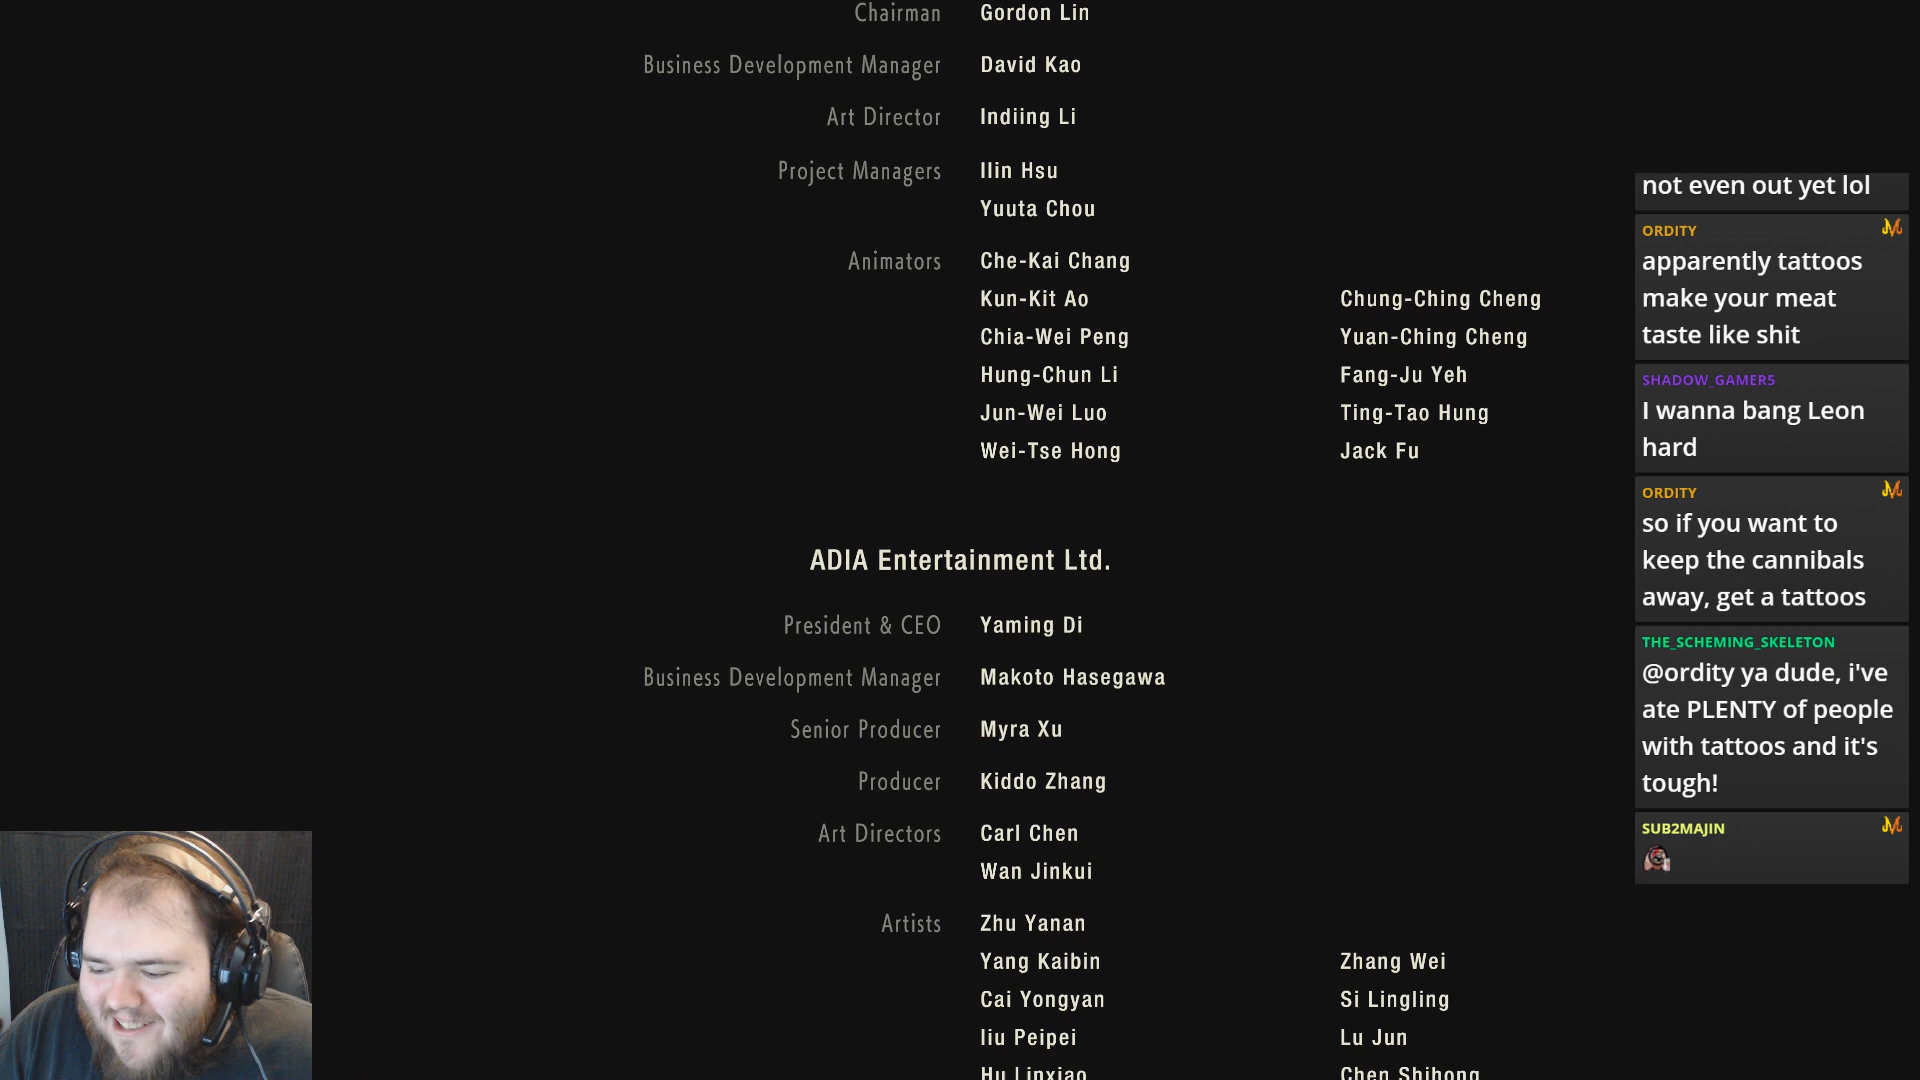 Chairman Gordon Lin
Business Development Manager David Kao
Art Director Indiing Li
Project Managers Ilin Hsu
Yuuta Chou
Animators Che-Kai Chang
Kun-Kit Ao Chung-Ching Cheng
Chia-Wei Peng Yuan-Ching Cheng
Hung-Chun Li Fang-Ju Yeh
Jun-Wei Luo Ting-Tao Hung
Wei-Tse Hong Jack Fu
ADIA Entertainment Ltd.
President & CEO Yaming Di
Business Development Manager Makoto Hasegawa
Senior Producer Myra Xu
Producer Kiddo Zhang
Art Directors Carl Chen
Wan Jinkui
Artists Zhu Yanan
Yang Kaibin Zhang Wei
Cai Yongyan Si Lingling
liu Peipei Lu Jun
Hu Linxiao Chen Shihong
not even out yet lol
ORDITY
apparently tattoos
make your meat
taste like shit
SHADOW_GAMER5
I wanna bang Leon
hard
ORDITY
so if you want to
keep the cannibals
away, get a tattoos
THE_SCHEMING_SKELETON
@ordity ya dude, i've
ate PLENTY of people
with tattoos and it's
tough!
SUB2MAJIN